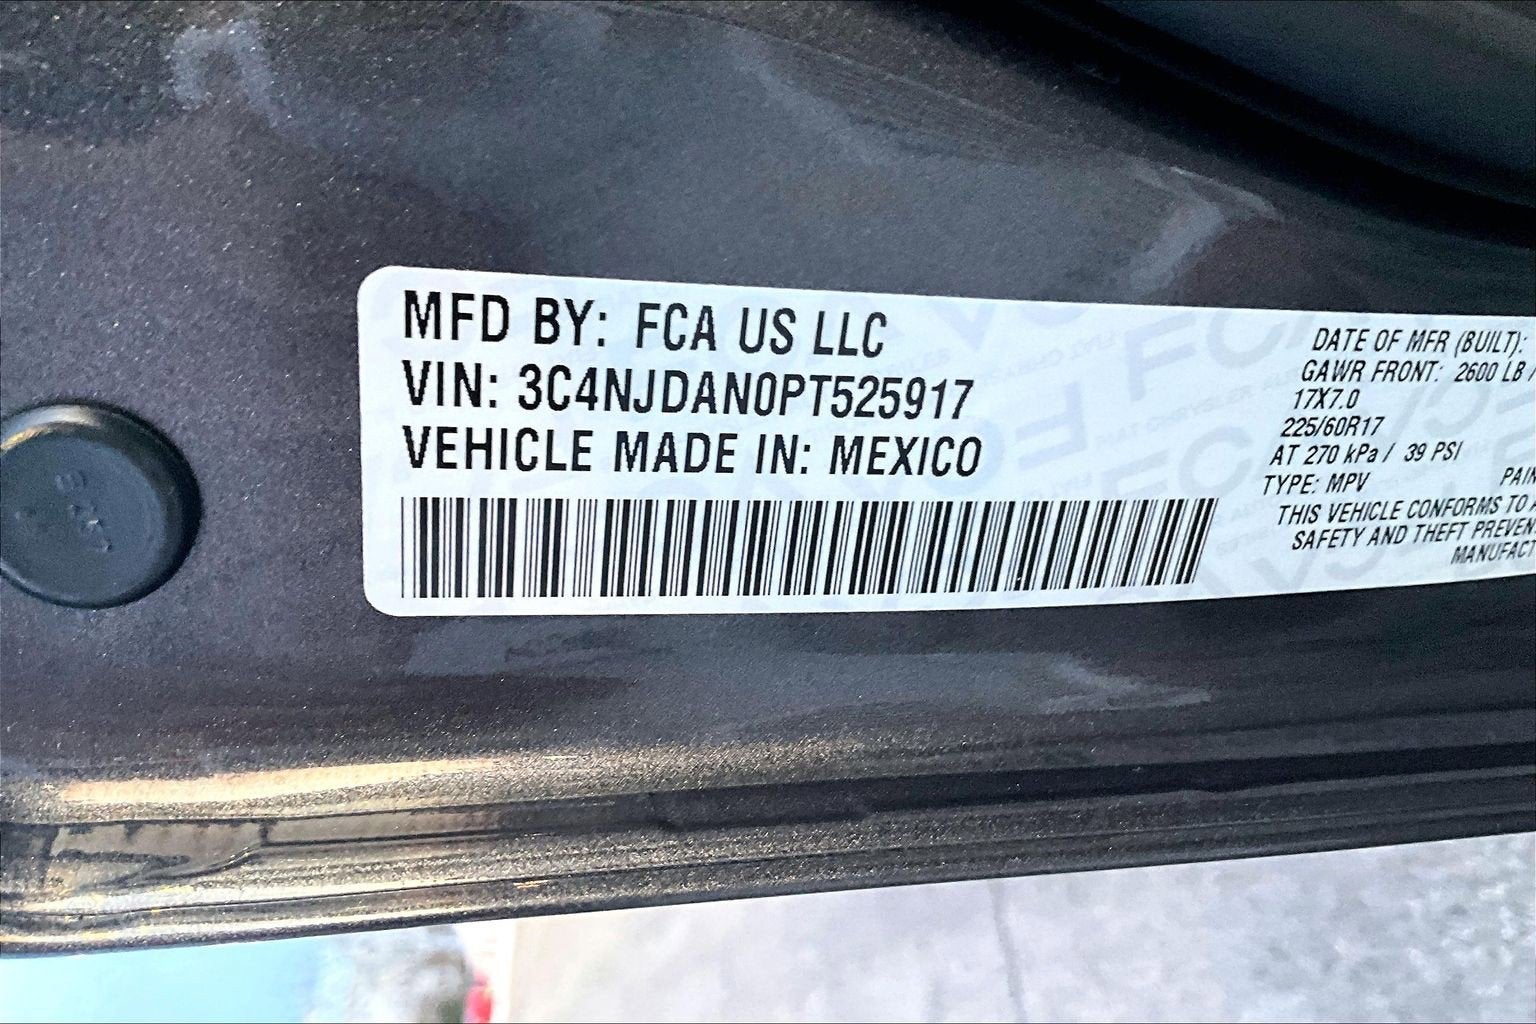 MFD BY: FCA US LLC
VIN: 3C4NJDAN0PT525917
VEHICLE MADE IN: MEXICO
DATE OF MFR (BUILT):
GAWR FRONT: 2600 LB /
17X7.0
225/60R17
AT 270 kPa / 39 PSI
TYPE: MPV
THIS VEHICLE CONFORMS TO
SAFETY AND THEFT